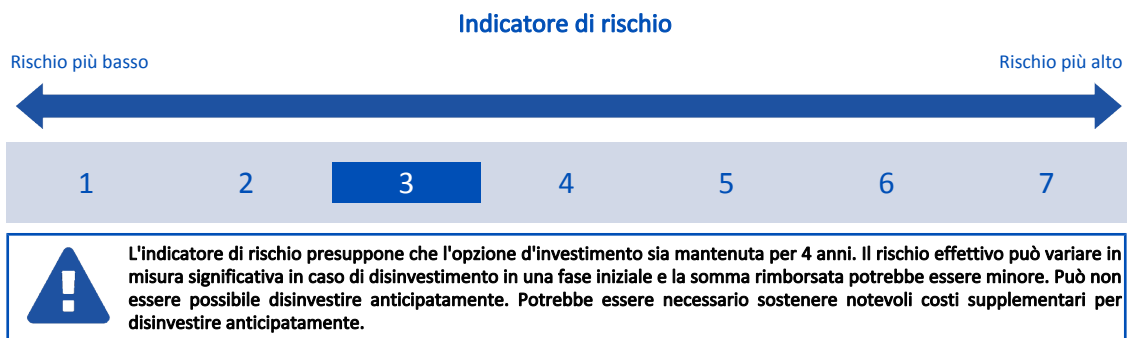 Indicatore di rischio
Rischio più basso Rischio più alto
1 2 3 4 5 6 7
L'indicatore di rischio presuppone che l'opzione d'investimento sia mantenuta per 4 anni. Il rischio effettivo può variare in
misura significativa in caso di disinvestimento in una fase iniziale e la somma rimborsata potrebbe essere minore. Può non
essere possibile disinvestire anticipatamente. Potrebbe essere necessario sostenere notevoli costi supplementari per
disinvestire anticipatamente.